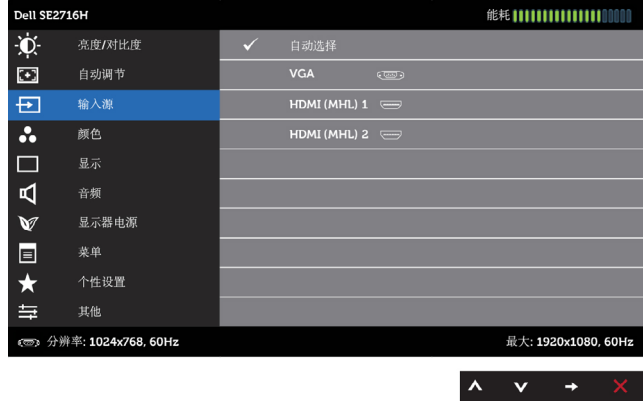 Dell SE2716H 能耗
亮度/对比度 自动选择
自动调节 VGA
输入源 HDMI (MHL) 1
颜色 HDMI (MHL) 2
显示
音频
显示器电源
菜单
个性设置
其他
分辨率: 1024x768, 60Hz 最大: 1920x1080, 60Hz